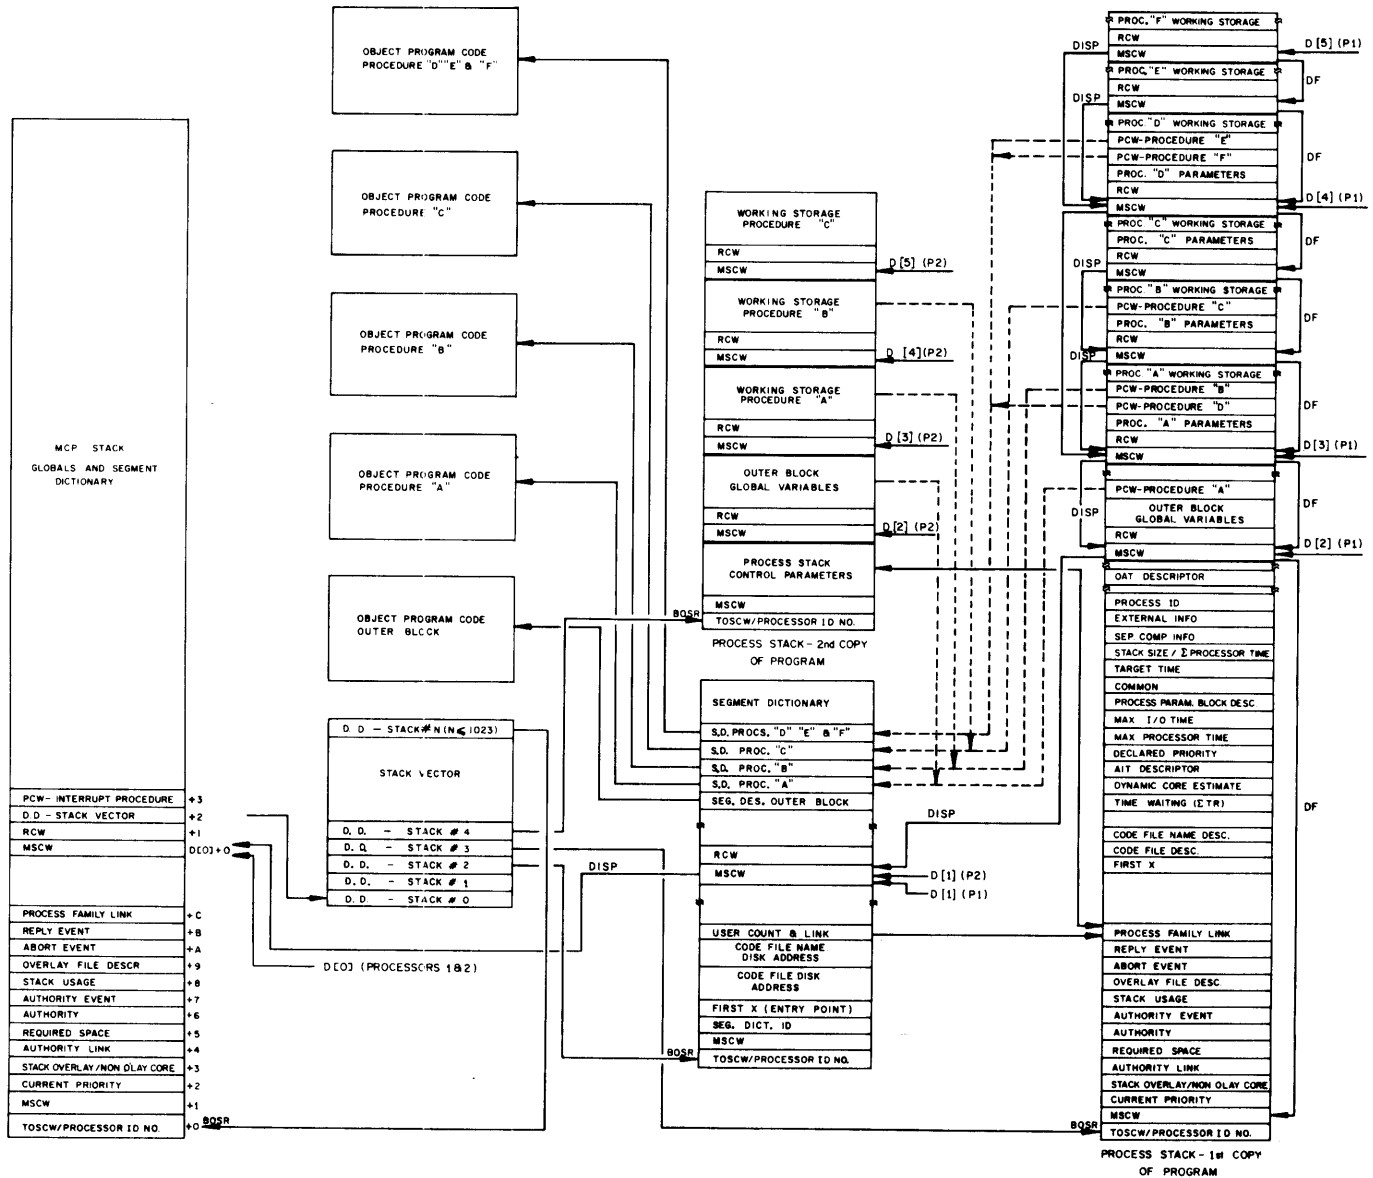 OBJECT PROGRAM CODE
PROCEDURE "D" "E" & "F"
OBJECT PROGRAM CODE
PROCEDURE "C"
OBJECT PROGRAM CODE
PROCEDURE "B"
OBJECT PROGRAM CODE
PROCEDURE "A"
OBJECT PROGRAM CODE
OUTER BLOCK
MCP STACK
GLOBALS AND SEGMENT
DICTIONARY
PCW- INTERRUPT PROCEDURE +3
D.D - STACK VECTOR +2
RCW +1
MSCW D[0]+0
PROCESS FAMILY LINK +C
REPLY EVENT +B
ABORT EVENT +A
OVERLAY FILE DESCR +9
STACK USAGE +8
AUTHORITY EVENT +7
AUTHORITY +6
REQUIRED SPACE +5
AUTHORITY LINK +4
STACK OVERLAY/NON O'LAY CORE +3
CURRENT PRIORITY +2
MSCW +1
TOSCW/PROCESSOR ID NO. +0 BOSR
D.D - STACK # N (N ≤ 1023)
STACK VECTOR
D. D. - STACK # 4
D. D. - STACK # 3
D. D. - STACK # 2
D. D. - STACK # 1
D. D. - STACK # 0
DISP
D[0] (PROCESSORS 1&2)
WORKING STORAGE
PROCEDURE "C"
RCW
MSCW D[5] (P2)
WORKING STORAGE
PROCEDURE "B"
RCW
MSCW D [4](P2)
WORKING STORAGE
PROCEDURE "A"
RCW
MSCW D[3] (P2)
OUTER BLOCK
GLOBAL VARIABLES
RCW
MSCW D[2] (P2)
PROCESS STACK
CONTROL PARAMETERS
MSCW
BOSR TOSCW/PROCESSOR ID NO.
PROCESS STACK - 2nd COPY
OF PROGRAM
SEGMENT DICTIONARY
S.D. PROCS. "D" "E" & "F"
S.D. PROC. "C"
S.D. PROC. "B"
S.D. PROC. "A"
SEG. DES. OUTER BLOCK
DISP
RCW
MSCW
D[1] (P2)
D[1] (P1)
USER COUNT & LINK
CODE FILE NAME
DISK ADDRESS
CODE FILE DISK
ADDRESS
FIRST X (ENTRY POINT)
SEG. DICT. ID
MSCW
BOSR TOSCW/PROCESSOR ID NO.
PROC. "F" WORKING STORAGE
RCW
DISP MSCW D[5] (P1)
PROC. "E" WORKING STORAGE
DF
RCW
DISP MSCW
PROC. "D" WORKING STORAGE
PCW-PROCEDURE "E"
PCW-PROCEDURE "F" DF
PROC. "D" PARAMETERS
RCW
MSCW D[4] (P1)
PROC. "C" WORKING STORAGE
PROC. "C" PARAMETERS DF
RCW
DISP MSCW
PROC. "B" WORKING STORAGE
PCW-PROCEDURE "C"
PROC. "B" PARAMETERS DF
RCW
DISP MSCW
PROC. "A" WORKING STORAGE
PCW-PROCEDURE "B"
PCW-PROCEDURE "D" DF
PROC. "A" PARAMETERS
RCW
MSCW D[3] (P1)
PCW-PROCEDURE "A"
DISP OUTER BLOCK DF
GLOBAL VARIABLES
RCW
MSCW D[2] (P1)
OAT DESCRIPTOR
PROCESS ID
EXTERNAL INFO
SEP. COMP INFO
STACK SIZE / Σ PROCESSOR TIME
TARGET TIME
COMMON
PROCESS PARAM. BLOCK DESC.
MAX I/O TIME
MAX PROCESSOR TIME
DECLARED PRIORITY
AIT DESCRIPTOR
DYNAMIC CORE ESTIMATE
TIME WAITING (Σ TR)
DF
CODE FILE NAME DESC.
CODE FILE DESC.
FIRST X
PROCESS FAMILY LINK
REPLY EVENT
ABORT EVENT
OVERLAY FILE DESC.
STACK USAGE
AUTHORITY EVENT
AUTHORITY
REQUIRED SPACE
AUTHORITY LINK
STACK OVERLAY/NON OLAY CORE
CURRENT PRIORITY
MSCW
BOSR TOSCW/PROCESSOR ID NO.
PROCESS STACK - 1st COPY
OF PROGRAM